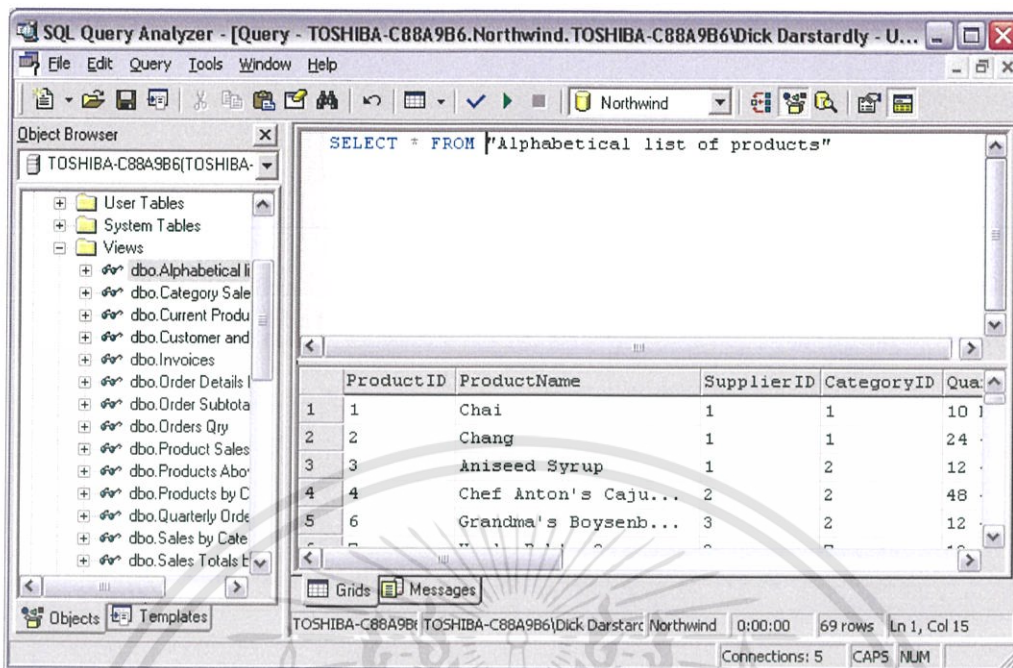 SQL Query Analyzer - [Query - TOSHIBA-C88A9B6.Northwind.TOSHIBA-C88A9B6\Dick Darstardly - U...
File Edit Query Tools Window Help
Northwind
Object Browser
TOSHIBA-C88A9B6(TOSHIBA-
User Tables
System Tables
Views
dbo.Alphabetical li
dbo.Category Sale
dbo.Current Produ
dbo.Customer and
dbo.Invoices
dbo.Order Details
dbo.Order Subtota
dbo.Orders Qry
dbo.Product Sales
dbo.Products Abo
dbo.Products by C
dbo.Quarterly Orde
dbo.Sales by Cate
dbo.Sales Totals
Objects Templates
SELECT * FROM "Alphabetical list of products"
ProductID ProductName SupplierID CategoryID Qua
1 1 Chai 1 1 10
2 2 Chang 1 1 24
3 3 Aniseed Syrup 1 2 12
4 4 Chef Anton's Caju... 2 2 48
5 6 Grandma's Boysenb... 3 2 12
Grids Messages
TOSHIBA-C88A9B6 TOSHIBA-C88A9B6\Dick Darstarc Northwind 0:00:00 69 rows Ln 1, Col 15
Connections: 5 CAPS NUM